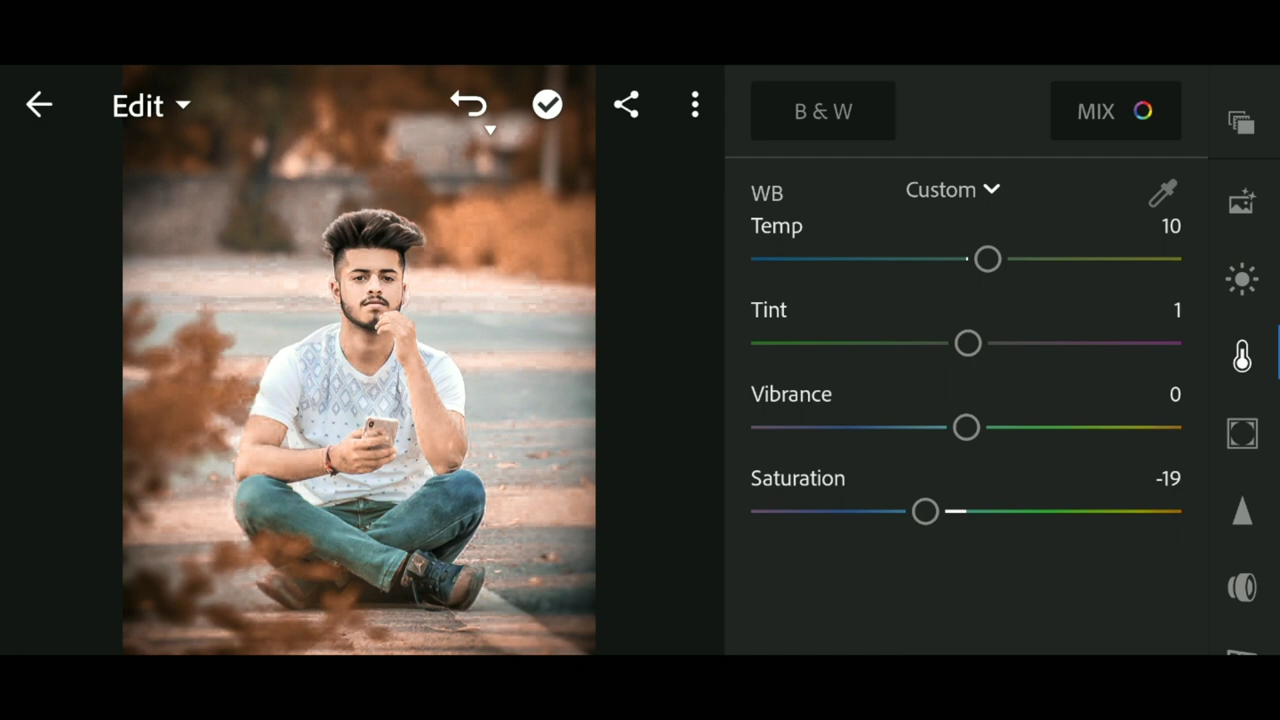 Edit
B & W
MIX
WB
Custom
Temp
10
Tint
1
Vibrance
0
Saturation
-19